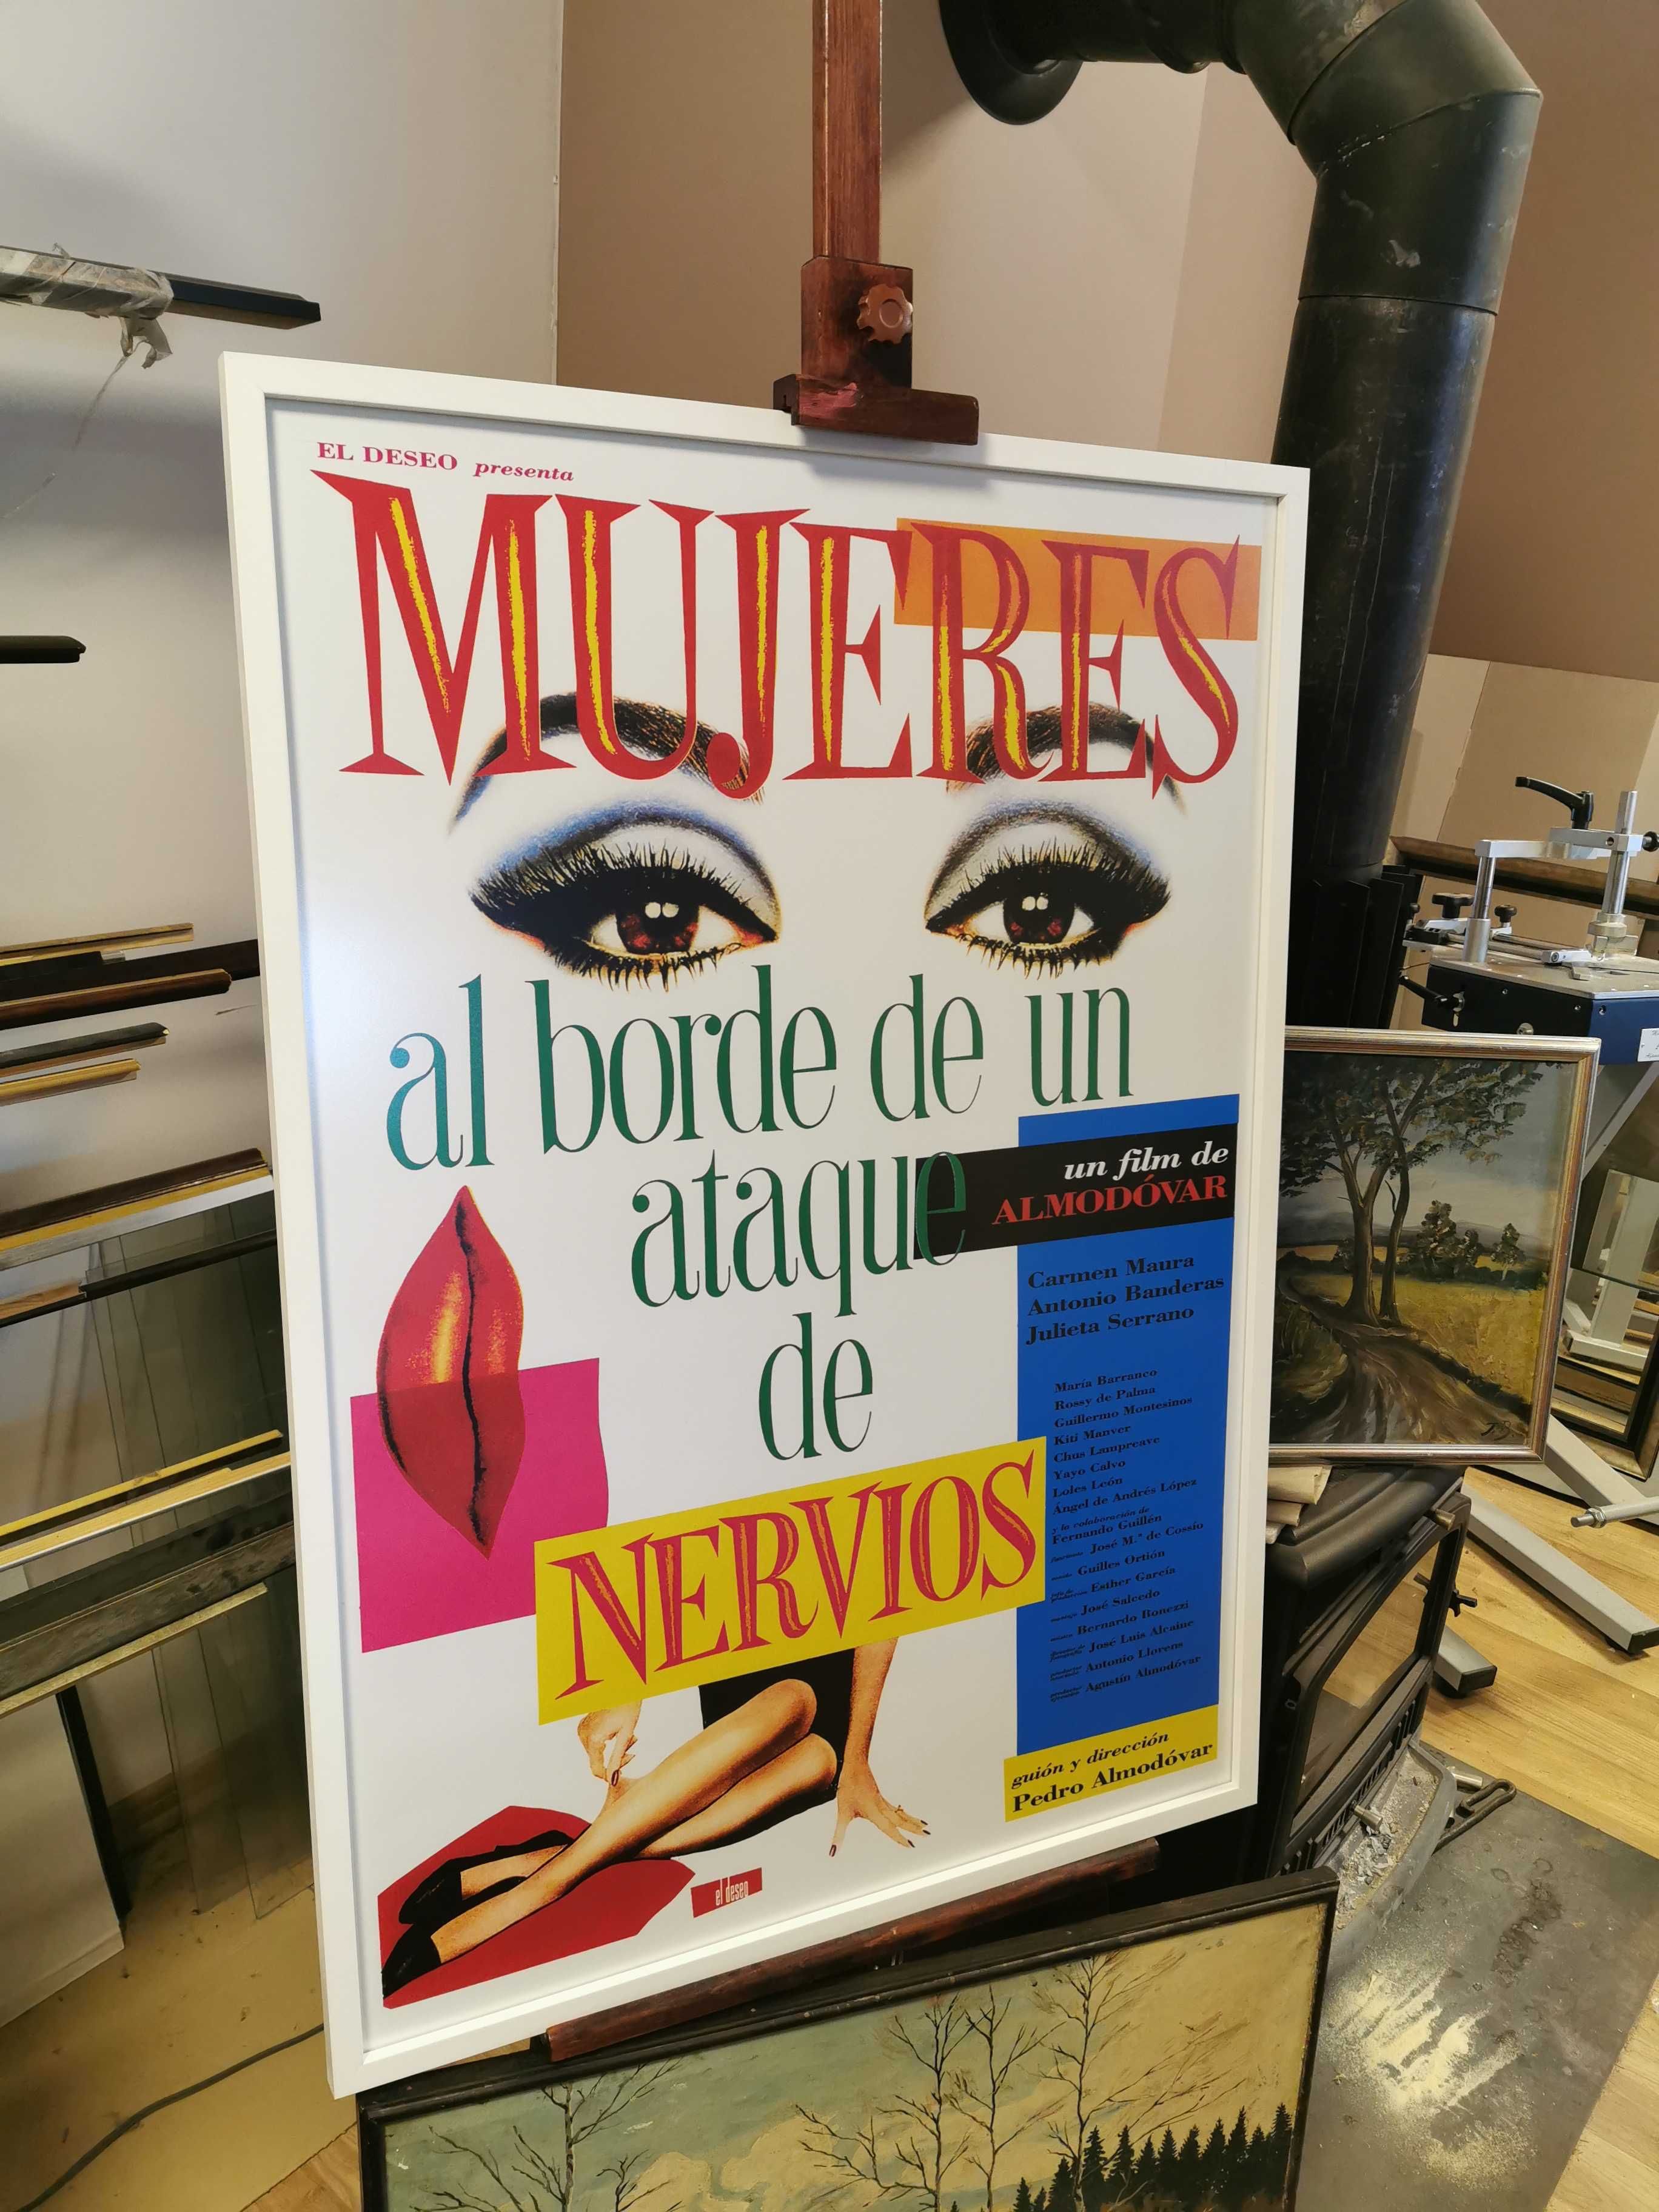 EL DESEO presenta
MUJERES
al borde de un
ataque
de
NERVIOS
un film de
ALMODÓVAR
Carmen Maura
Antonio Banderas
Julieta Serrano
María Barranco
Rossy de Palma
Guillermo Montesinos
Kiti Manver
Chus Lampreave
Yayo Calvo
Loles León
Ángel de Andrés López
y la colaboración de
Fernando Guillén
José M.ª de Cossio
Guilles Ortión
Esther García
José Salcedo
Bernardo Bonezzi
José Luis Alcaine
Antonio Llorens
Agustín Almodóvar
guión y dirección
Pedro Almodóvar
el deseo